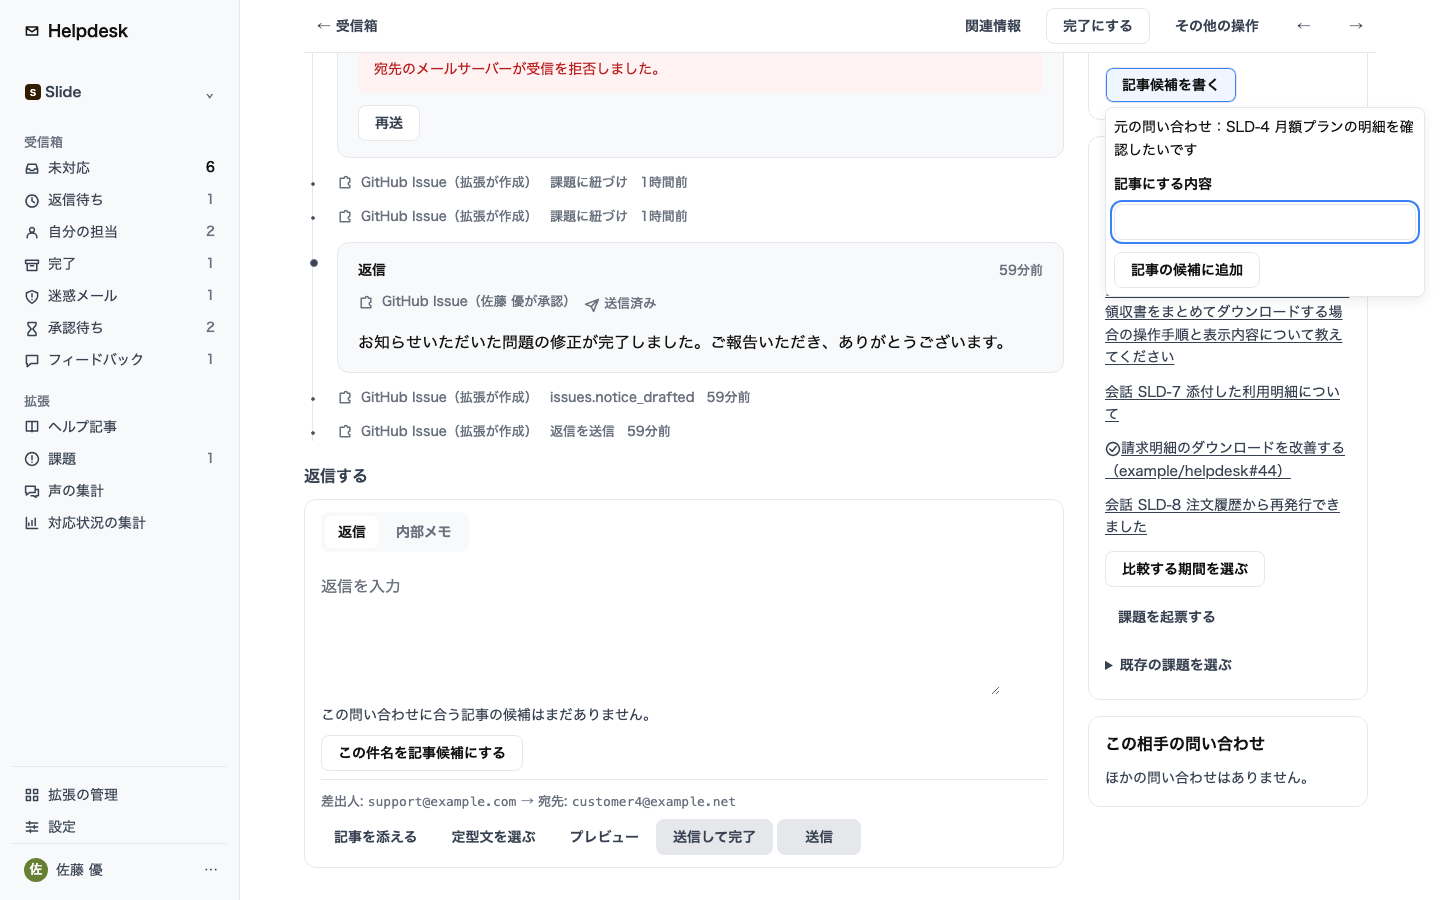 Helpdesk
S Slide
受信箱
未対応 6
返信待ち 1
自分の担当 2
完了 1
迷惑メール 1
承認待ち 2
フィードバック 1
拡張
ヘルプ記事
課題 1
声の集計
対応状況の集計
拡張の管理
設定
佐 佐藤 優 …
← 受信箱
関連情報
完了にする
その他の操作
←
→
宛先のメールサーバーが受信を拒否しました。
再送
GitHub Issue（拡張が作成） 課題に紐づけ 1時間前
GitHub Issue（拡張が作成） 課題に紐づけ 1時間前
返信 59分前
GitHub Issue（佐藤 優が承認） 送信済み
お知らせいただいた問題の修正が完了しました。ご報告いただき、ありがとうございます。
GitHub Issue（拡張が作成） issues.notice_drafted 59分前
GitHub Issue（拡張が作成） 返信を送信 59分前
返信する
返信 内部メモ
返信を入力
この問い合わせに合う記事の候補はまだありません。
この件名を記事候補にする
差出人: support@example.com → 宛先: customer4@example.net
記事を添える 定型文を選ぶ プレビュー 送信して完了 送信
記事候補を書く
元の問い合わせ：SLD-4 月額プランの明細を確
認したいです
記事にする内容
記事の候補に追加
領収書をまとめてダウンロードする場
合の操作手順と表示内容について教え
てください
会話 SLD-7 添付した利用明細につい
て
請求明細のダウンロードを改善する
（example/helpdesk#44）
会話 SLD-8 注文履歴から再発行でき
ました
比較する期間を選ぶ
課題を起票する
▶ 既存の課題を選ぶ
この相手の問い合わせ
ほかの問い合わせはありません。